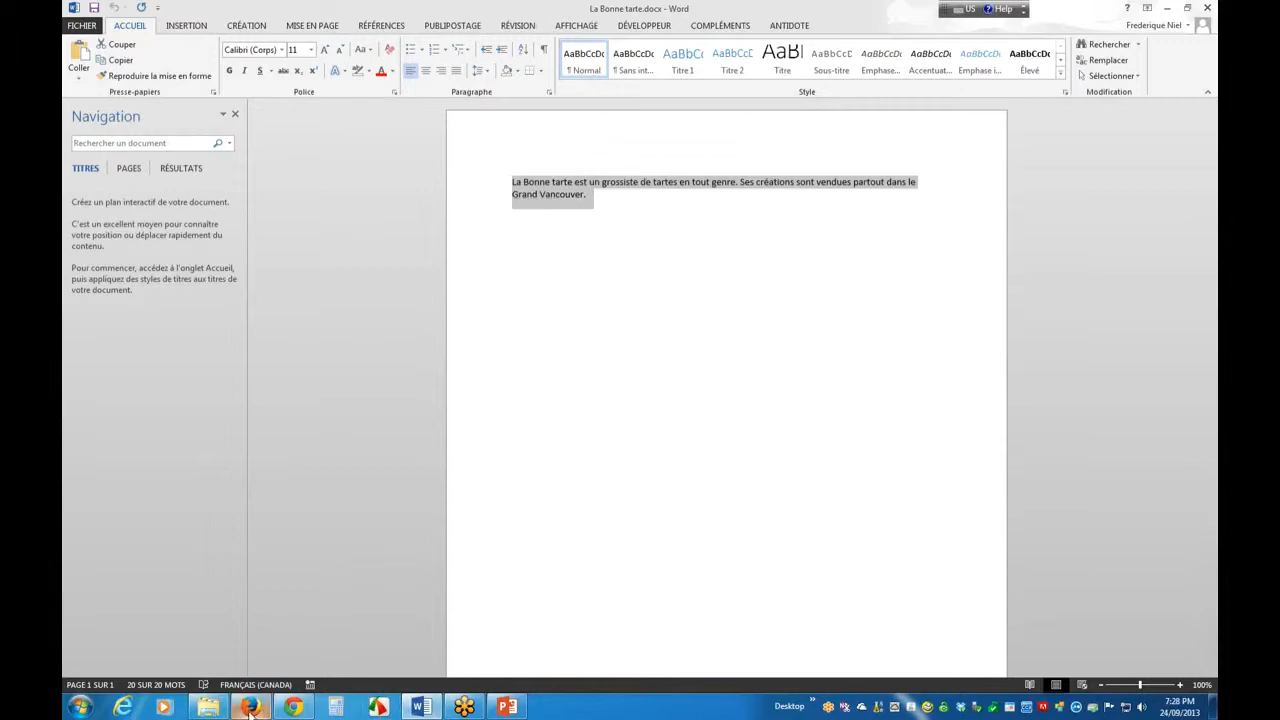 La Bonne tarte.docx - Word
US Help
FICHIER ACCUEIL INSERTION CRÉATION MISE EN PAGE RÉFÉRENCES PUBLIPOSTAGE RÉVISION AFFICHAGE DÉVELOPPEUR COMPLÉMENTS ANTIDOTE
Frederique Niel
Coller
Couper
Copier
Reproduire la mise en forme
Presse-papiers
Calibri (Corps) 11
Police
Paragraphe
¶ Normal ¶ Sans int... Titre 1 Titre 2 Titre Sous-titre Emphase... Accentuat... Emphase i... Élevé
Style
Rechercher
Remplacer
Sélectionner
Modification
Navigation
Rechercher un document
TITRES PAGES RÉSULTATS
Créez un plan interactif de votre document.
C'est un excellent moyen pour connaître
votre position ou déplacer rapidement du
contenu.
Pour commencer, accédez à l'onglet Accueil,
puis appliquez des styles de titres aux titres de
votre document.
La Bonne tarte est un grossiste de tartes en tout genre. Ses créations sont vendues partout dans le
Grand Vancouver.
PAGE 1 SUR 1 20 SUR 20 MOTS FRANÇAIS (CANADA) 100%
Desktop
7:28 PM
24/09/2013